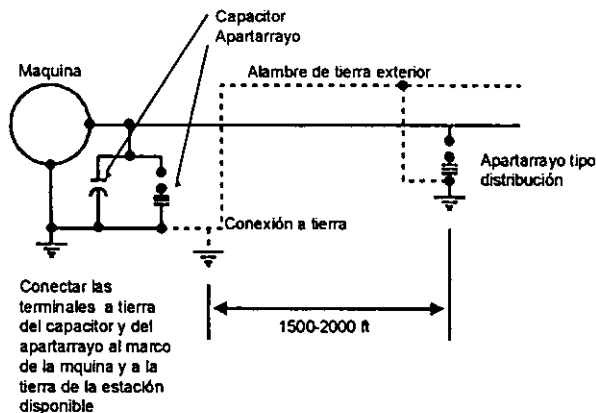 Capacitor
Apartarrayo
Maquina
Alambre de tierra exterior
Apartarrayo tipo
distribución
Conexión a tierra
Conectar las
terminales a tierra
del capacitor y del
apartarrayo al marco
de la mquina y a la
tierra de la estación
disponible
1500-2000 ft